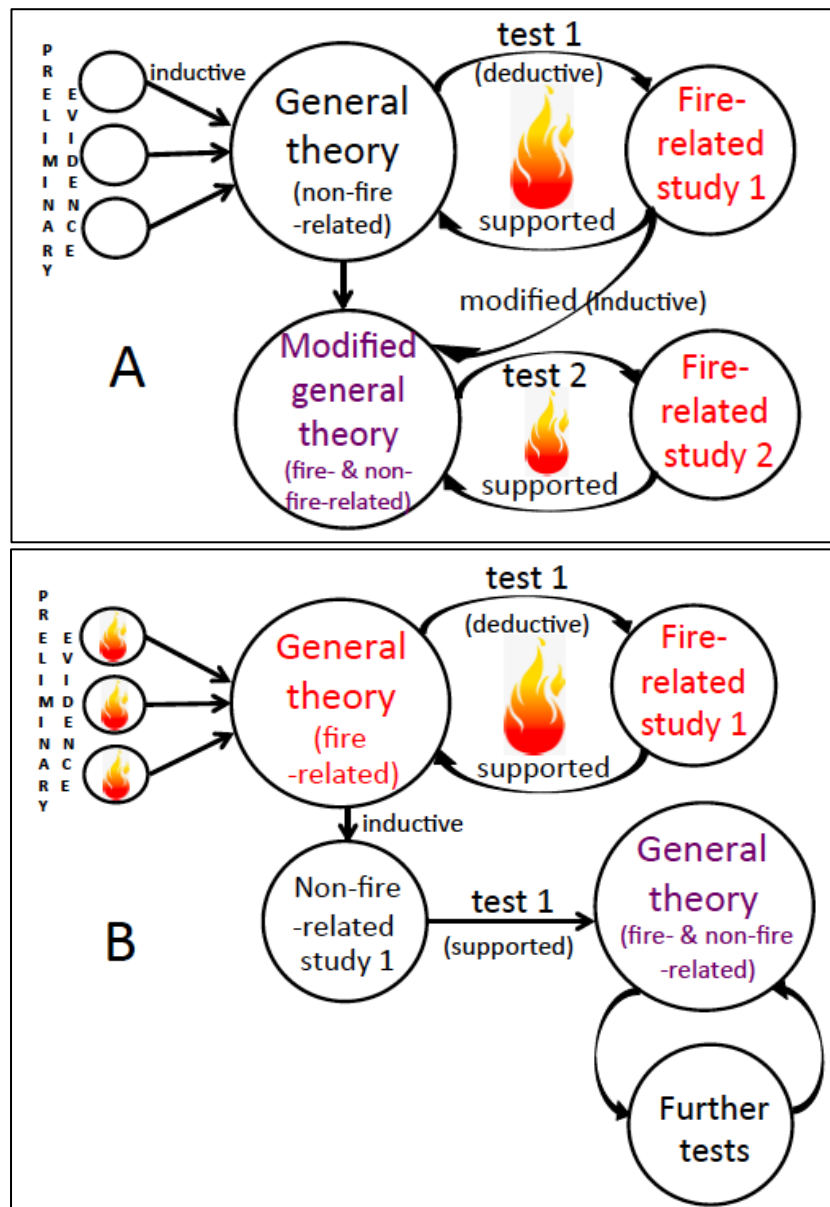 PRELIMINARY
EVIDENCE
inductive
General
theory
(non-fire
-related)
test 1
(deductive)
supported
Fire-
related
study 1
modified (inductive)
A
Modified
general
theory
(fire- & non-
fire-related)
test 2
supported
Fire-
related
study 2
PRELIMINARY
EVIDENCE
General
theory
(fire
-related)
test 1
(deductive)
supported
Fire-
related
study 1
inductive
B
Non-fire
-related
study 1
test 1
(supported)
General
theory
(fire- & non-fire
-related)
Further
tests